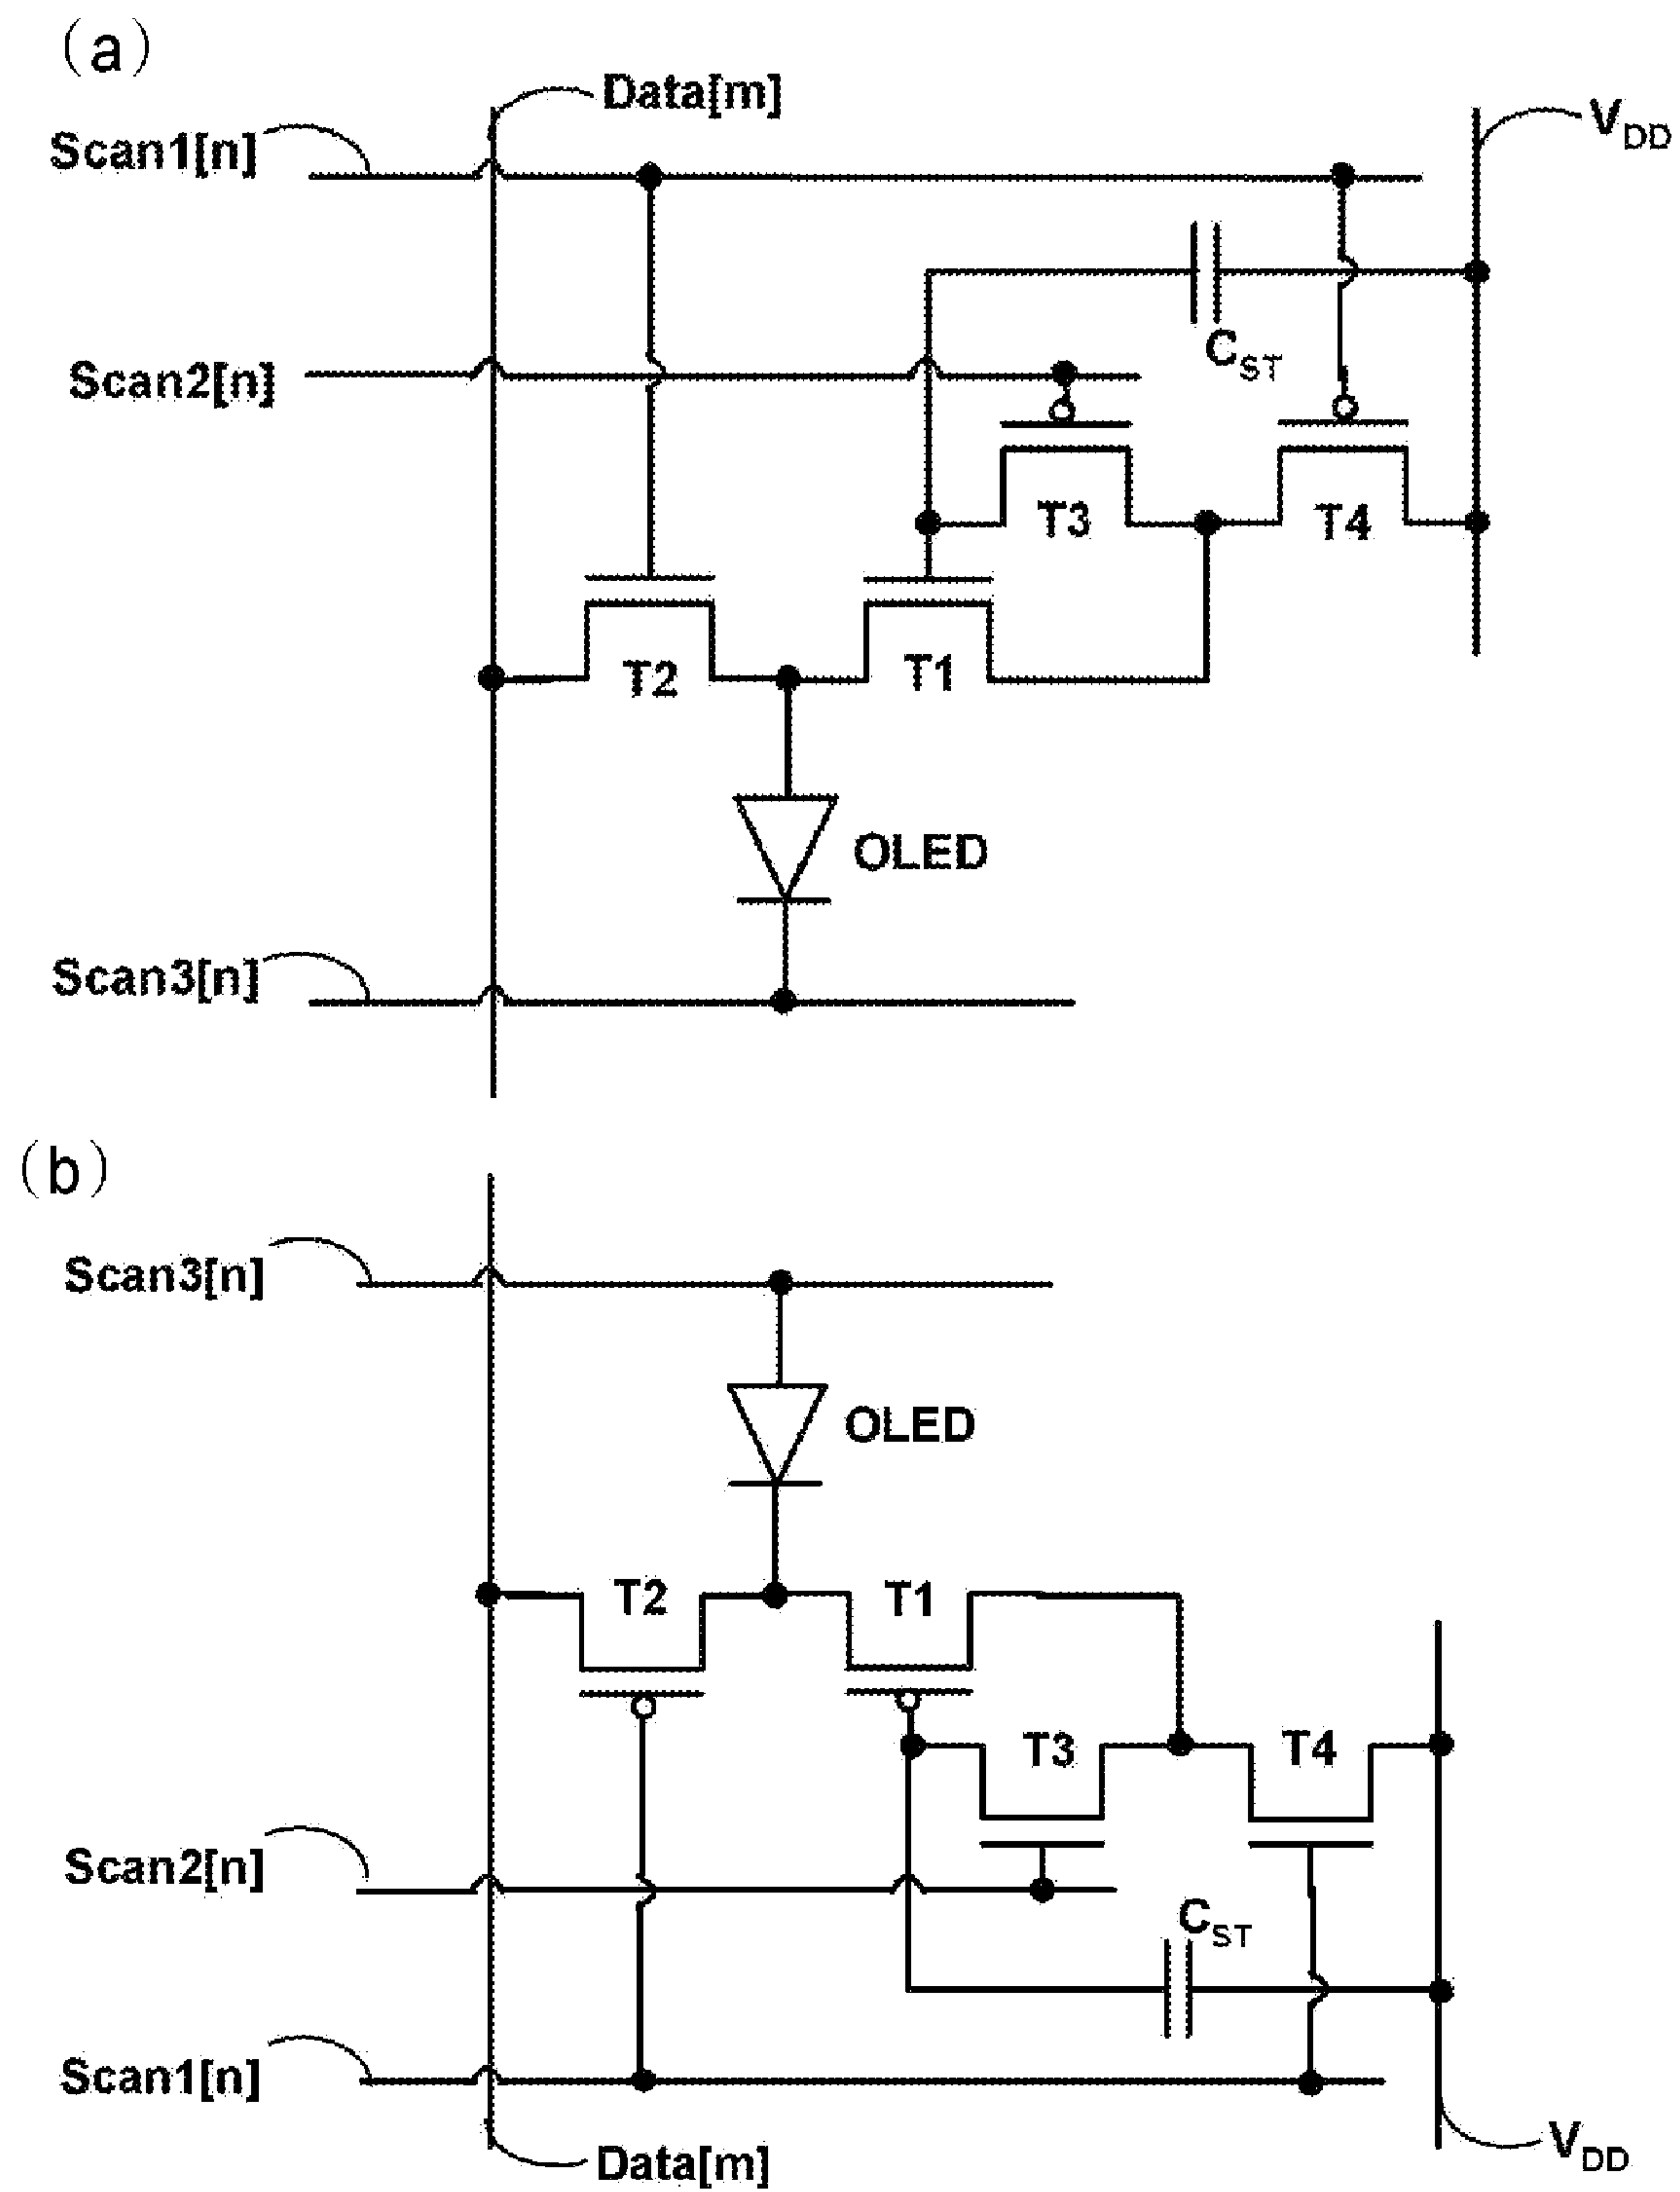 (a)
Data[m]
Scan1[n]
VDD
CST
Scan2[n]
T3
T4
T2
T1
OLED
Scan3[n]
(b)
Scan3[n]
OLED
T2
T1
T3
T4
Scan2[n]
CST
Scan1[n]
Data[m]
VDD